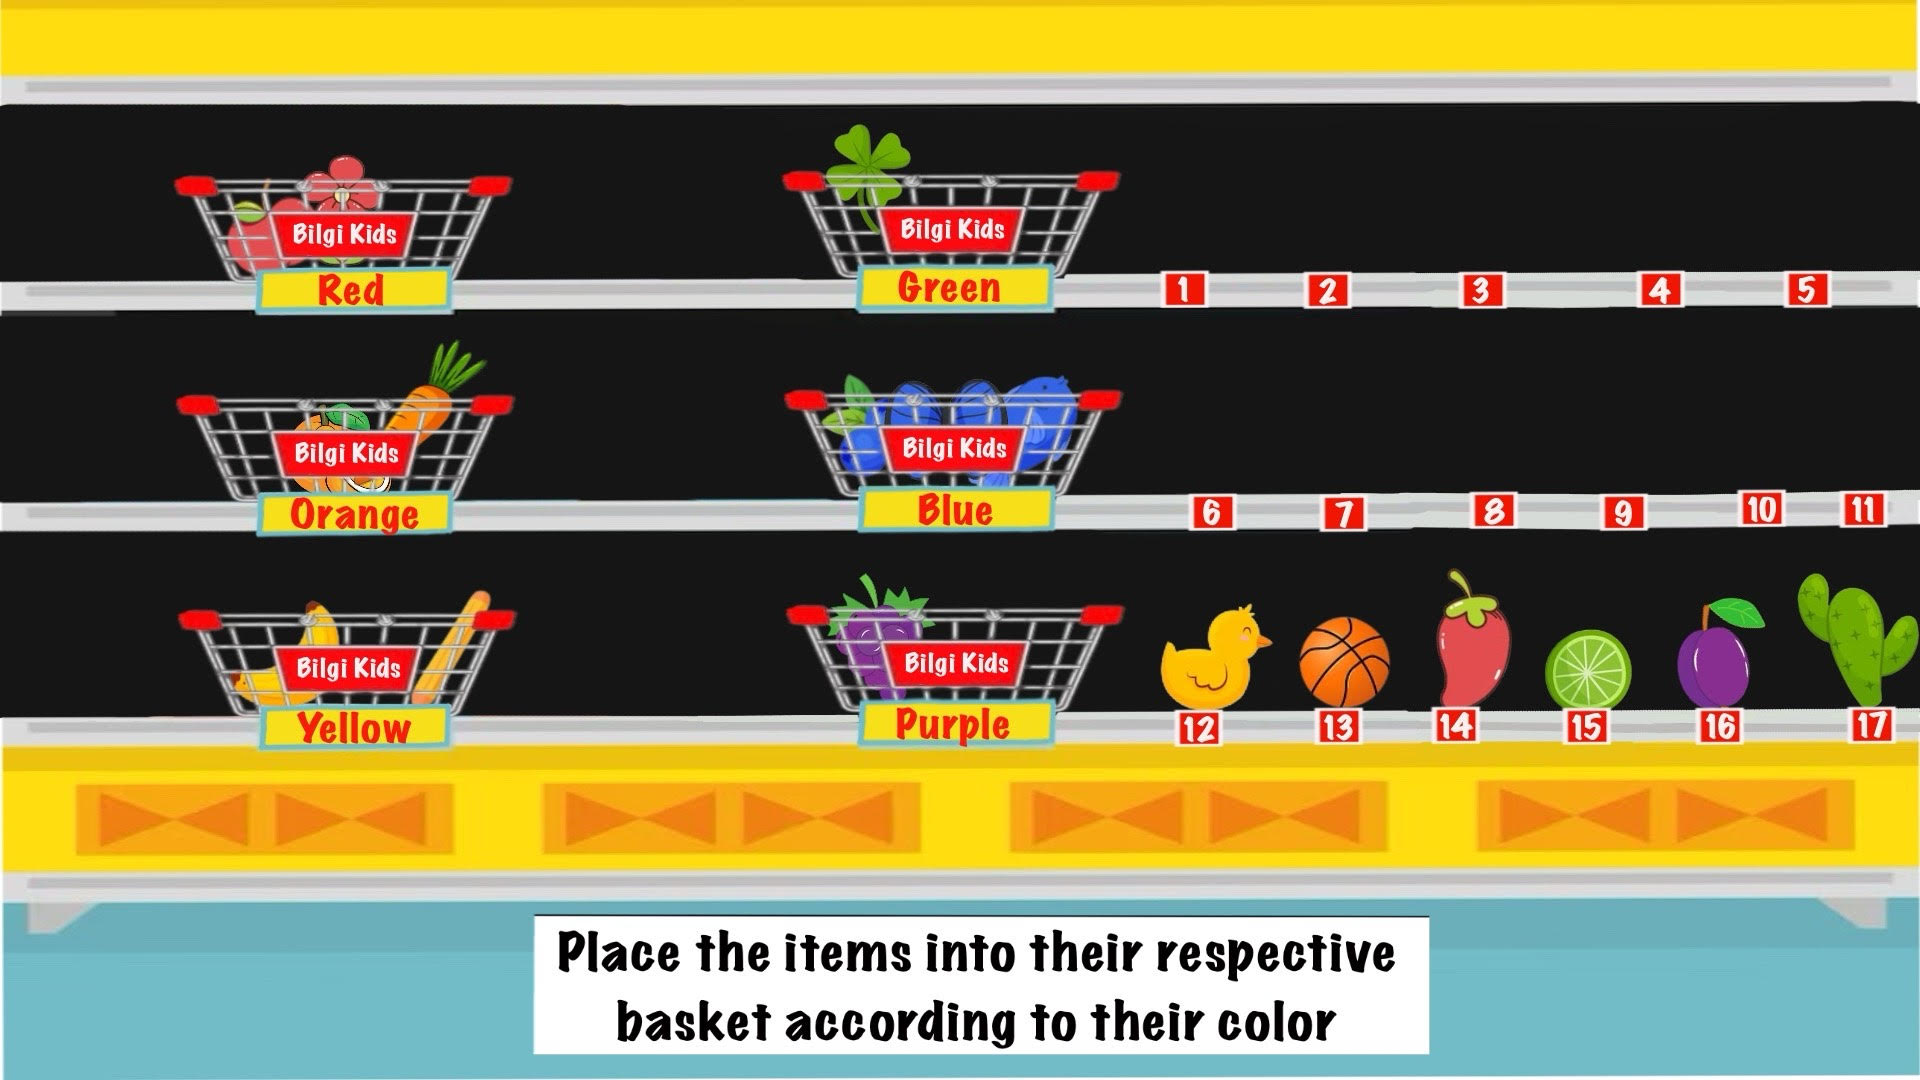 Bilgi Kids
Red
Bilgi Kids
Green
1 2 3 4 5
Bilgi Kids
Orange
Bilgi Kids
Blue
6 7 8 9 10 11
Bilgi Kids
Yellow
Bilgi Kids
Purple
12 13 14 15 16 17
Place the items into their respective
basket according to their color